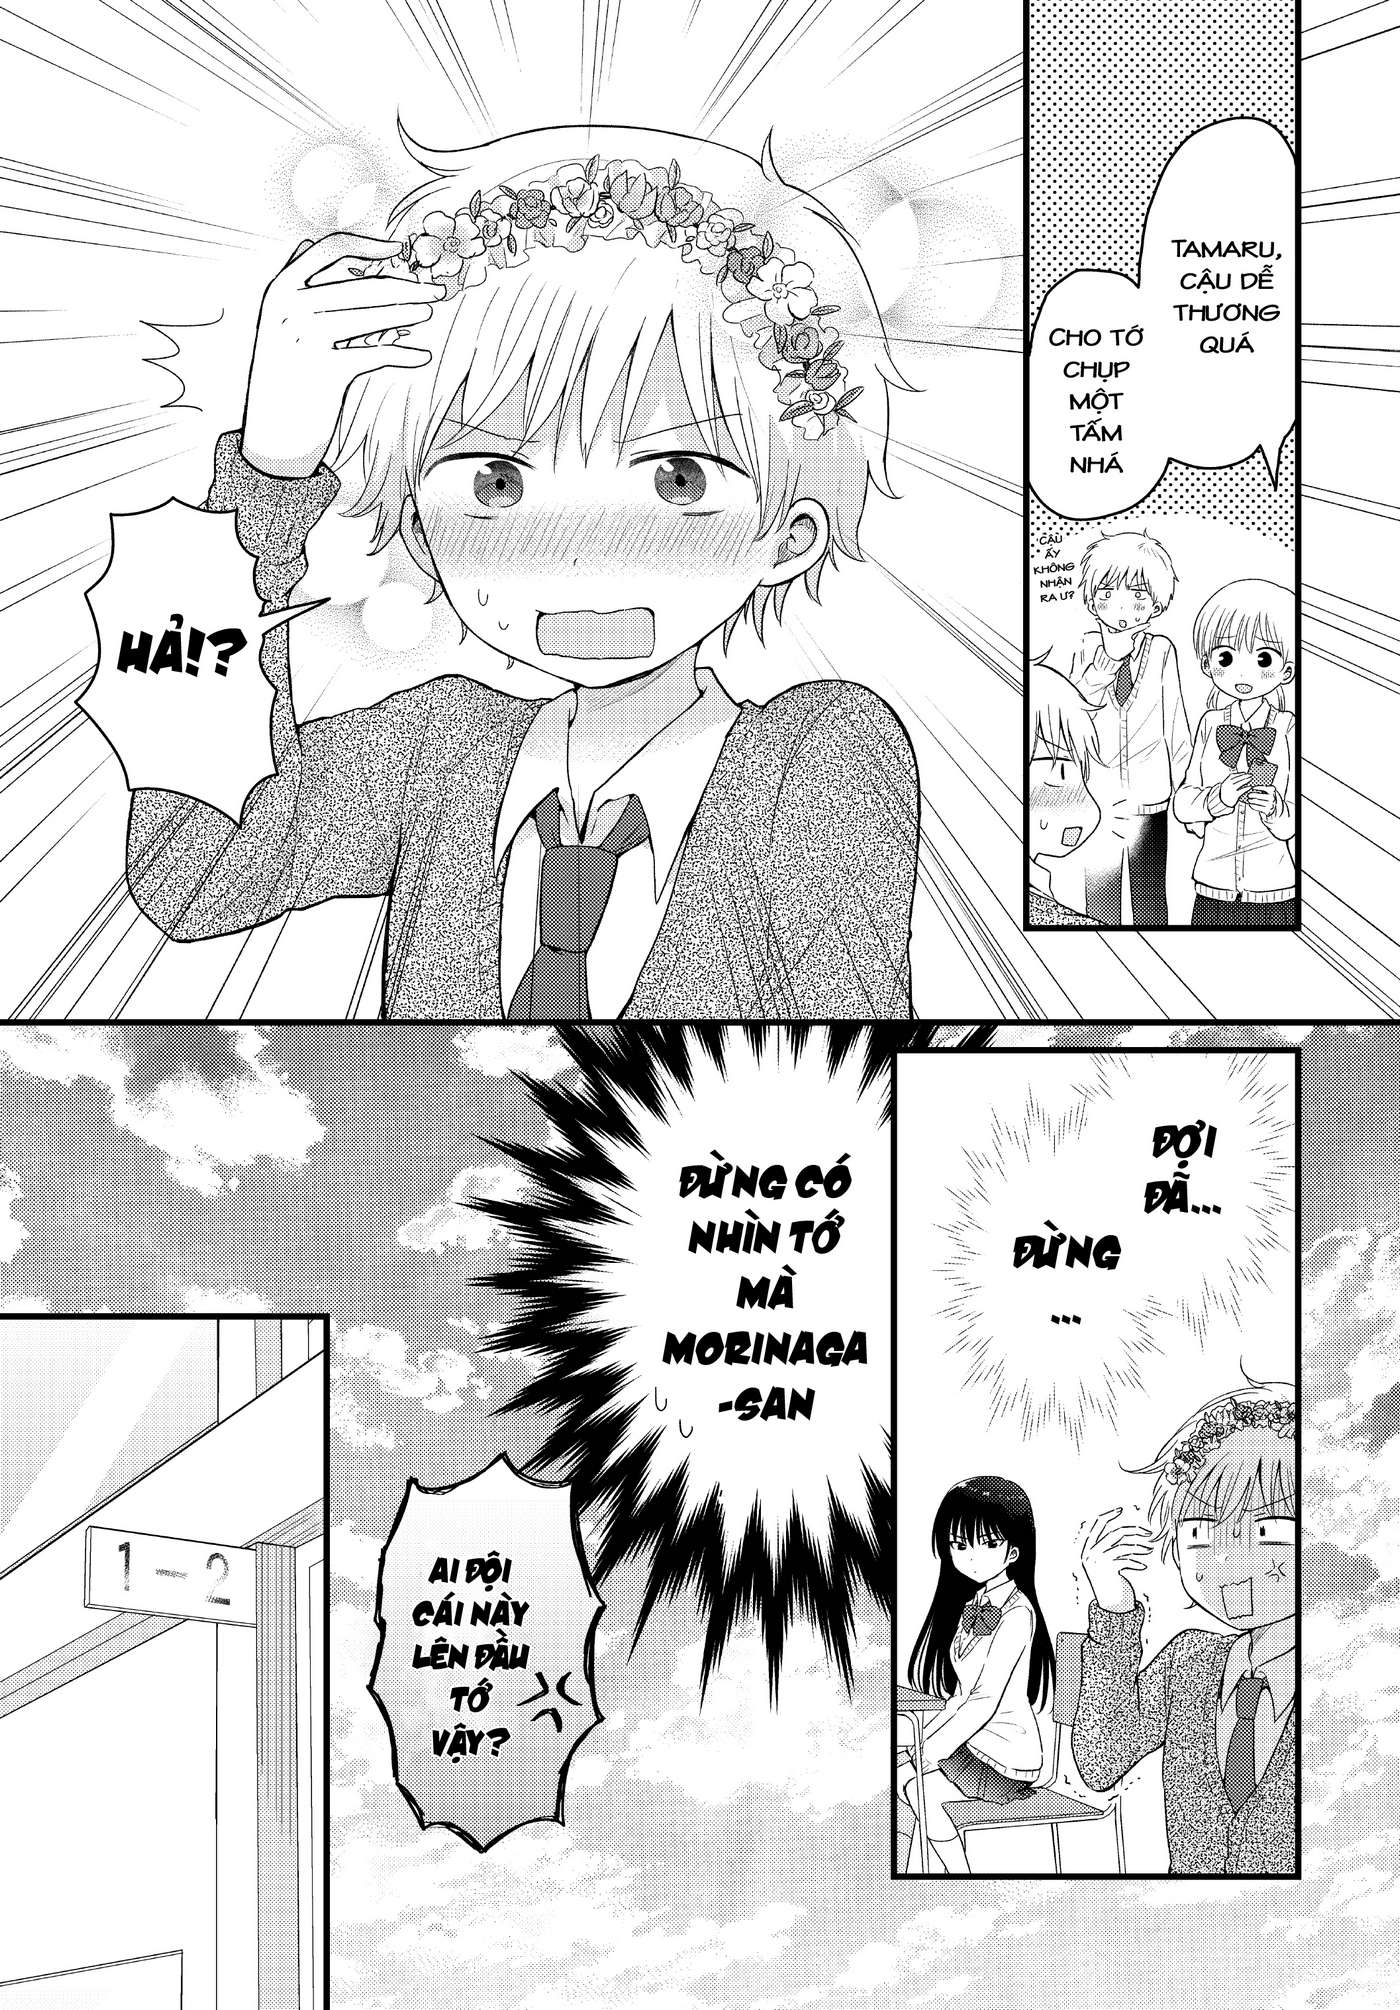 TAMARU,
CẬU DỄ
THƯƠNG
QUÁ
CHO TỚ
CHỤP
MỘT
TẤM
NHÁ
CẬU
ẤY
KHÔNG
NHẬN
RA Ư?
HẢ!?
ĐỢI
ĐÃ...
ĐỪNG
...
ĐỪNG CÓ
NHÌN TỚ
MÀ
MORINAGA
-SAN
AI ĐỘI
CÁI NÀY
LÊN ĐẦU
TỚ
VẬY?
1-2